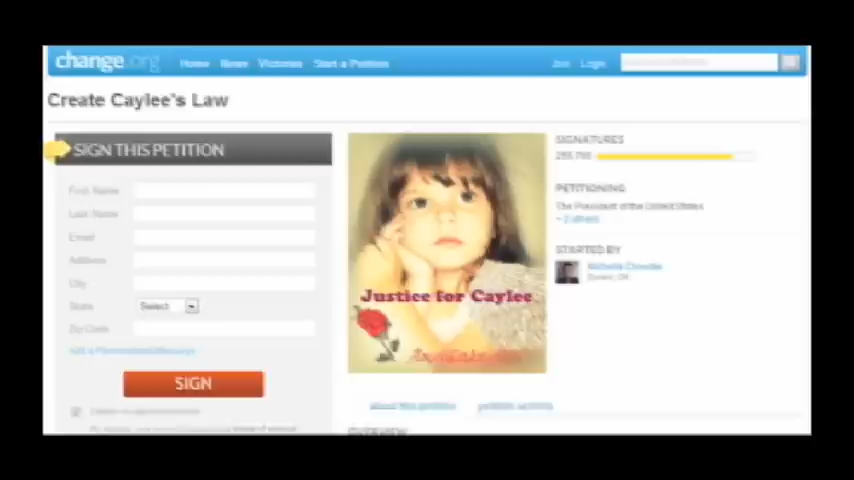 change.org
Home News Victories Start a Petition
Join Login
Create Caylee's Law
SIGN THIS PETITION
First Name
Last Name
Email
Address
City
State Select
Zip Code
SIGN
Justice for Caylee
SIGNATURES
PETITIONING
The President of the United States
STARTED BY
about this petition petition activity
OVERVIEW